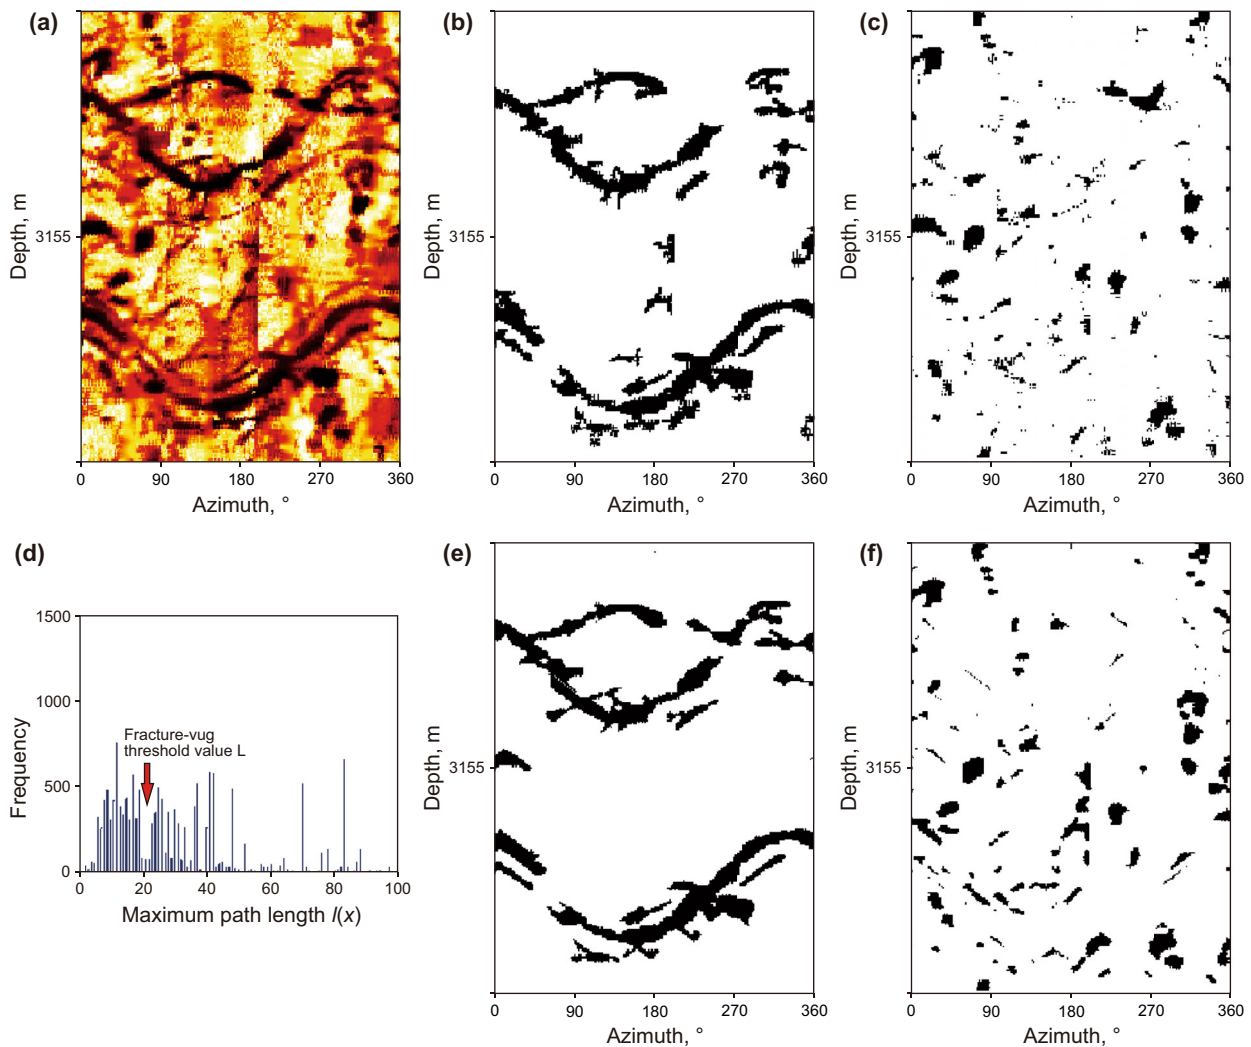 (a)
(b)
(c)
Depth, m
3155
0
90
180
270
360
Azimuth, °
Depth, m
3155
0
90
180
270
360
Azimuth, °
Depth, m
3155
0
90
180
270
360
Azimuth, °
(d)
(e)
(f)
Frequency
1500
1000
500
0
Fracture-vug
threshold value L
0
20
40
60
80
100
Maximum path length l(x)
Depth, m
3155
0
90
180
270
360
Azimuth, °
Depth, m
3155
0
90
180
270
360
Azimuth, °